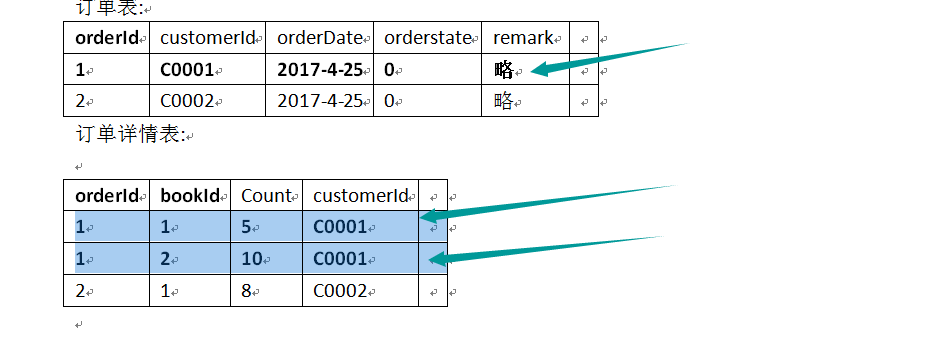 订单表:
orderId customerId orderDate orderstate remark
1 C0001 2017-4-25 0 略
2 C0002 2017-4-25 0 略
订单详情表:
orderId bookId Count customerId
1 1 5 C0001
1 2 10 C0001
2 1 8 C0002